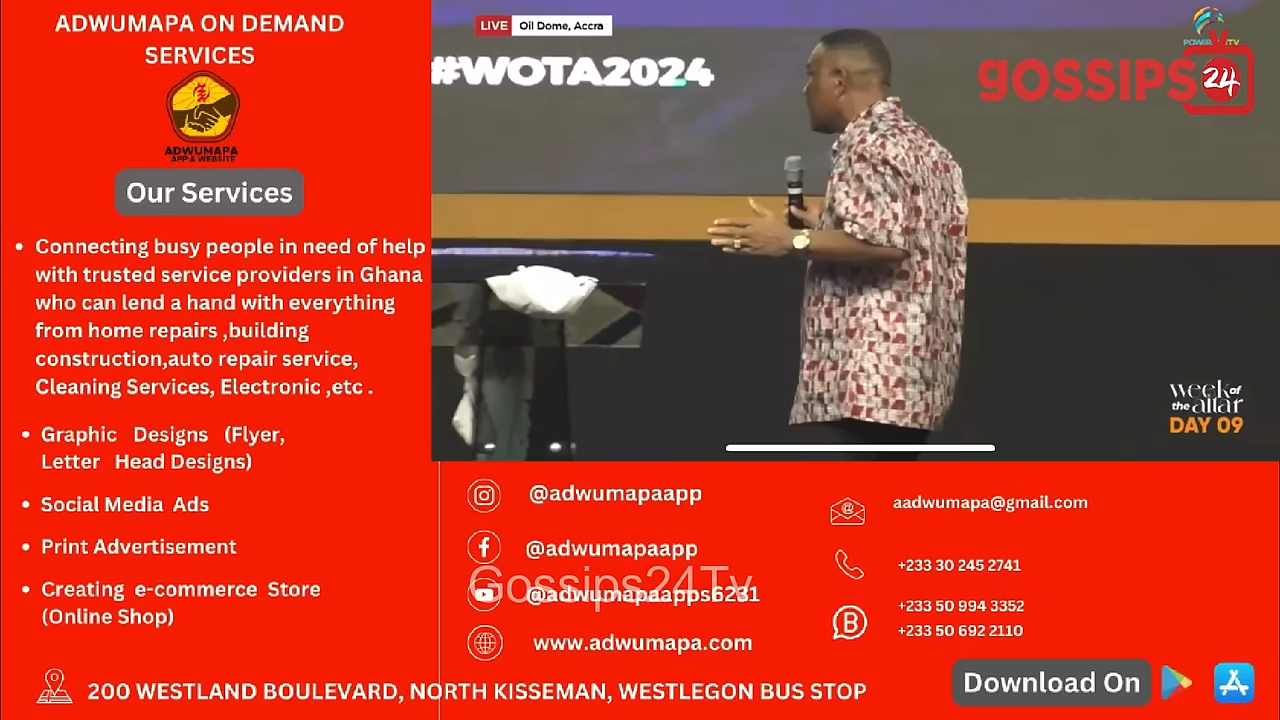 ADWUMAPA ON DEMAND
SERVICES
ADWUMAPA
APP & WEBSITE
Our Services
• Connecting busy people in need of help
with trusted service providers in Ghana
who can lend a hand with everything
from home repairs ,building
construction,auto repair service,
Cleaning Services, Electronic ,etc .
• Graphic Designs (Flyer,
Letter Head Designs)
• Social Media Ads
• Print Advertisement
• Creating e-commerce Store
(Online Shop)
LIVE Oil Dome, Accra
#WOTA2024
GOSSIPS 24
week of
the altar
DAY 09
@adwumapaapp
@adwumapaapp
Gossips24Tv
@adwumapaapps6231
www.adwumapa.com
aadwumapa@gmail.com
+233 30 245 2741
+233 50 994 3352
+233 50 692 2110
200 WESTLAND BOULEVARD, NORTH KISSEMAN, WESTLEGON BUS STOP
Download On